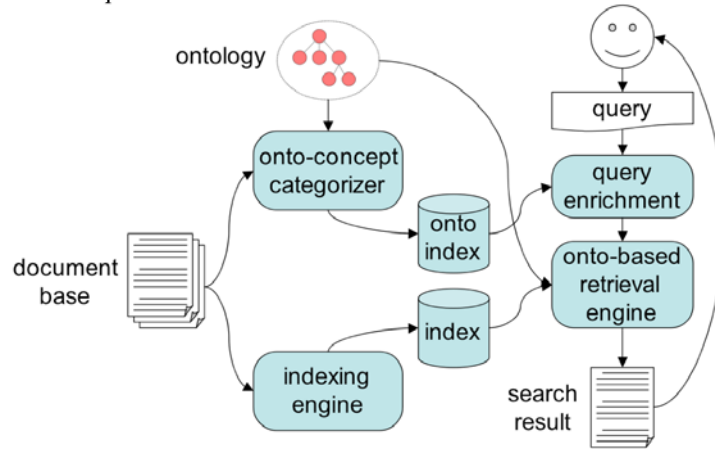 ontology
query
onto-concept
categorizer
query
enrichment
onto
index
document
base
onto-based
retrieval
engine
index
indexing
engine
search
result